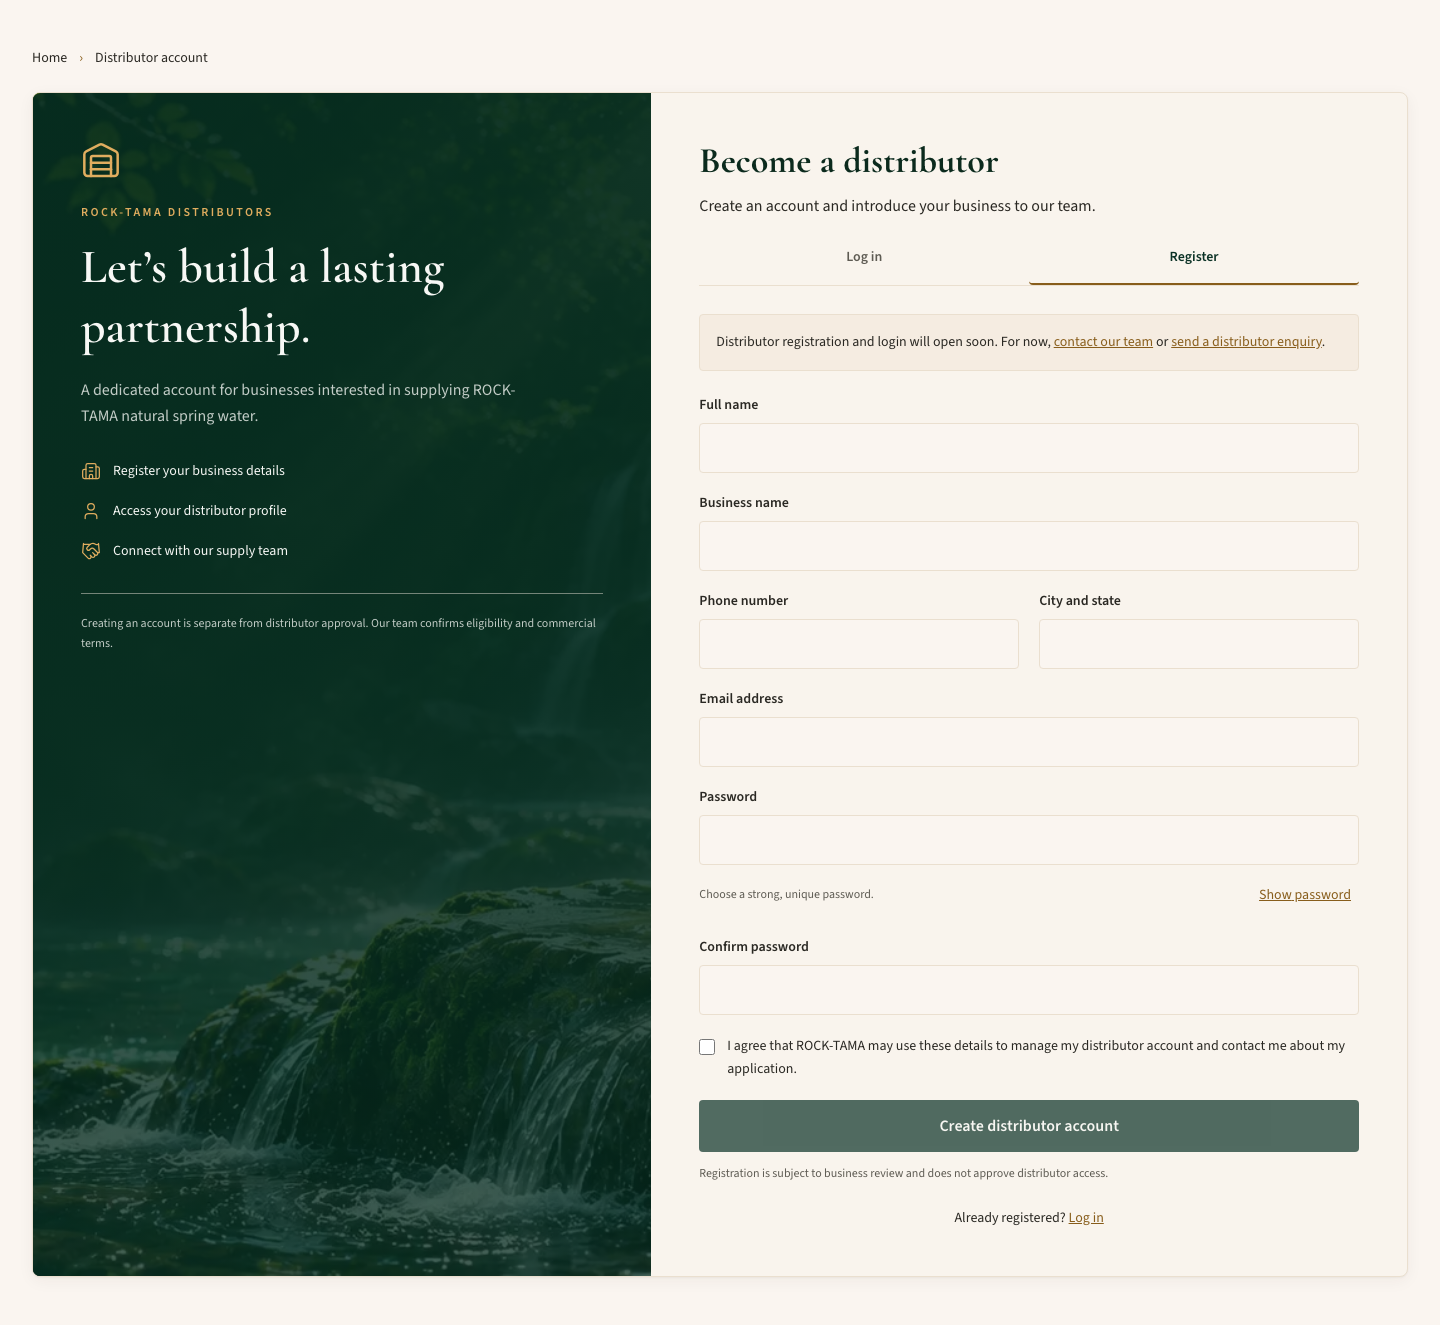 Home › Distributor account
ROCK-TAMA DISTRIBUTORS
Let’s build a lasting
partnership.
A dedicated account for businesses interested in supplying ROCK-
TAMA natural spring water.
Register your business details
Access your distributor profile
Connect with our supply team
Creating an account is separate from distributor approval. Our team confirms eligibility and commercial
terms.
Become a distributor
Create an account and introduce your business to our team.
Log in Register
Distributor registration and login will open soon. For now, contact our team or send a distributor enquiry.
Full name
Business name
Phone number City and state
Email address
Password
Choose a strong, unique password. Show password
Confirm password
I agree that ROCK-TAMA may use these details to manage my distributor account and contact me about my
application.
Create distributor account
Registration is subject to business review and does not approve distributor access.
Already registered? Log in